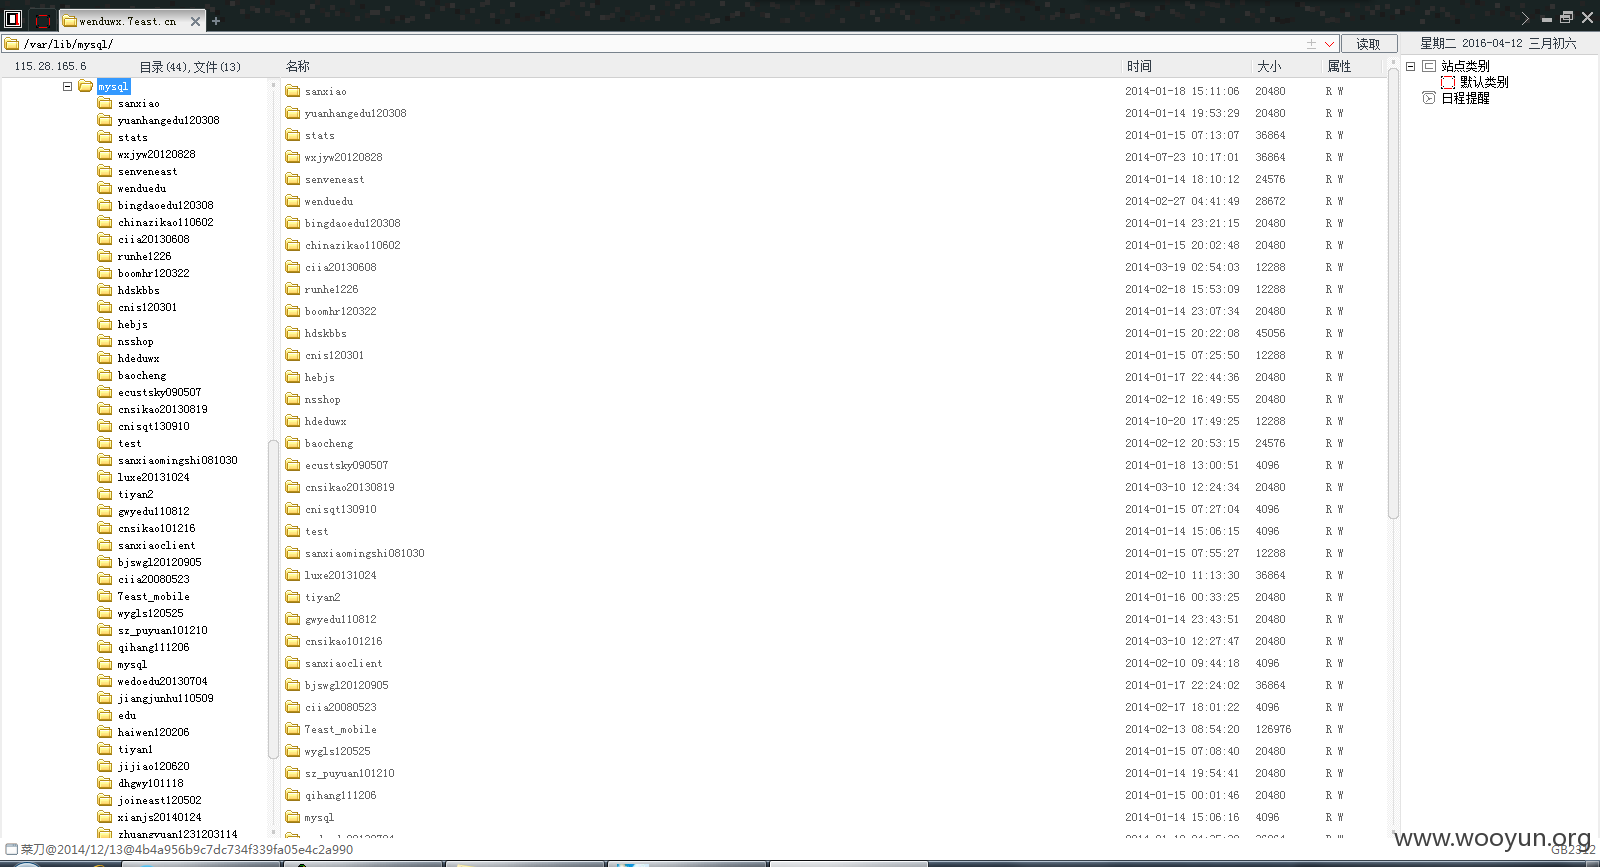 wenduwx.7east.cn
/var/lib/mysql/
读取
星期二 2016-04-12 三月初六
115.28.165.6
目录(44),文件(13)
名称
时间
大小
属性
mysql
sanxiao
yuanhangedu120308
stats
wxjyw20120828
senveneast
wenduedu
bingdaoedu120308
chinazikao110602
ciia20130608
runhe1226
boomhr120322
hdskbbs
cnis120301
hebjs
nsshop
hdeduwx
baocheng
ecustsky090507
cnsikao20130819
cnisqt130910
test
sanxiaomingshi081030
luxe20131024
tiyan2
gwyedu110812
cnsikao101216
sanxiaoclient
bjswgl20120905
ciia20080523
7east_mobile
wygls120525
sz_puyuan101210
qihang111206
mysql
wedoedu20130704
jiangjunhu110509
edu
haiwen120206
tiyan1
jijiao120620
dhgwy101118
joineast120502
xianjs20140124
zhuangyuan1231203114
sanxiao 2014-01-18 15:11:06 20480 R W
yuanhangedu120308 2014-01-14 19:53:29 20480 R W
stats 2014-01-15 07:13:07 36864 R W
wxjyw20120828 2014-07-23 10:17:01 36864 R W
senveneast 2014-01-14 18:10:12 24576 R W
wenduedu 2014-02-27 04:41:49 28672 R W
bingdaoedu120308 2014-01-14 23:21:15 20480 R W
chinazikao110602 2014-01-15 20:02:48 20480 R W
ciia20130608 2014-03-19 02:54:03 12288 R W
runhe1226 2014-02-18 15:53:09 12288 R W
boomhr120322 2014-01-14 23:07:34 20480 R W
hdskbbs 2014-01-15 20:22:08 45056 R W
cnis120301 2014-01-15 07:25:50 12288 R W
hebjs 2014-01-17 22:44:36 20480 R W
nsshop 2014-02-12 16:49:55 20480 R W
hdeduwx 2014-10-20 17:49:25 12288 R W
baocheng 2014-02-12 20:53:15 24576 R W
ecustsky090507 2014-01-18 13:00:51 4096 R W
cnsikao20130819 2014-03-10 12:24:34 20480 R W
cnisqt130910 2014-01-15 07:27:04 4096 R W
test 2014-01-14 15:06:15 4096 R W
sanxiaomingshi081030 2014-01-15 07:55:27 12288 R W
luxe20131024 2014-02-10 11:13:30 36864 R W
tiyan2 2014-01-16 00:33:25 20480 R W
gwyedu110812 2014-01-14 23:43:51 20480 R W
cnsikao101216 2014-03-10 12:27:47 20480 R W
sanxiaoclient 2014-02-10 09:44:18 4096 R W
bjswgl20120905 2014-01-17 22:24:02 36864 R W
ciia20080523 2014-02-17 18:01:22 4096 R W
7east_mobile 2014-02-13 08:54:20 126976 R W
wygls120525 2014-01-15 07:08:40 20480 R W
sz_puyuan101210 2014-01-14 19:54:41 20480 R W
qihang111206 2014-01-15 00:01:46 20480 R W
mysql 2014-01-14 15:06:16 4096 R W
站点类别
默认类别
日程提醒
www.wooyun.org
菜刀@2014/12/13@4b4a956b9c7dc734f339fa05e4c2a990
GB2312